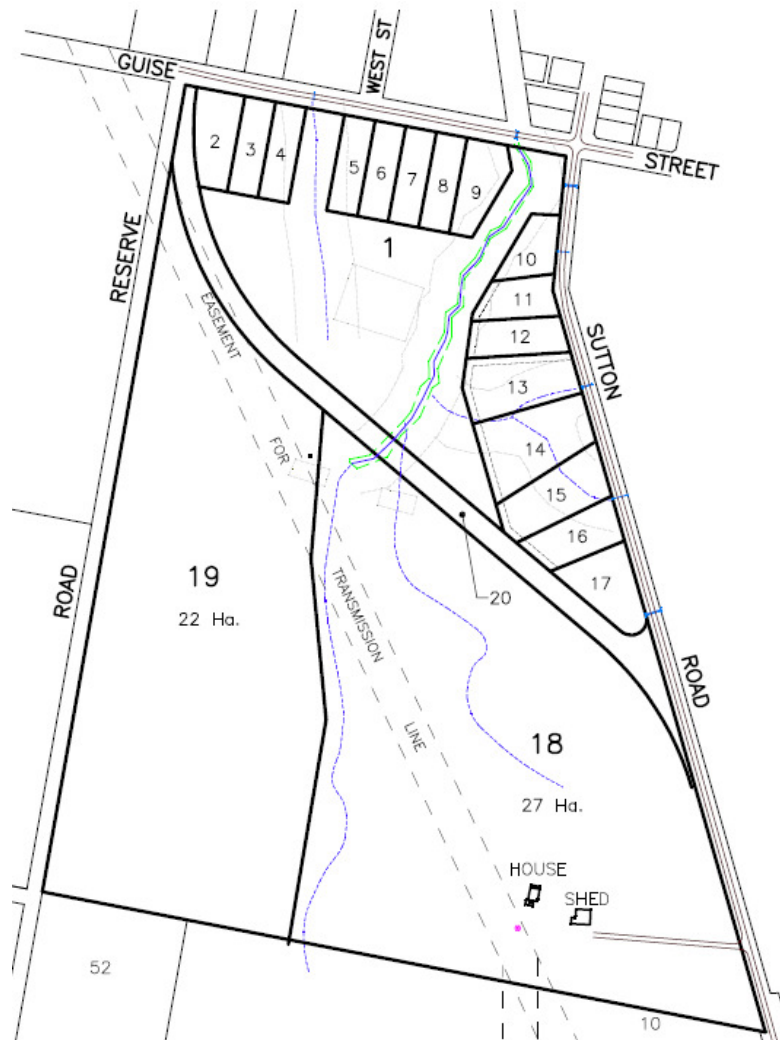 WEST ST
GUISE
STREET
2
3
4
5
6
7
8
9
1
RESERVE
10
11
SUTTON
12
EASEMENT
13
FOR
14
15
16
19
22 Ha.
ROAD
TRANSMISSION
17
20
ROAD
LINE
18
27 Ha.
HOUSE
SHED
52
10